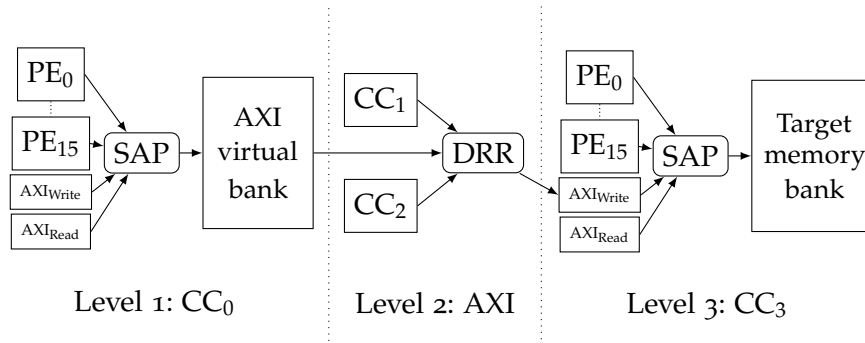 PE0
PE15
AXIWrite
AXIRead
SAP
AXI
virtual
bank
CC1
CC2
DRR
PE0
PE15
AXIWrite
AXIRead
SAP
Target
memory
bank
Level 1: CC0
Level 2: AXI
Level 3: CC3